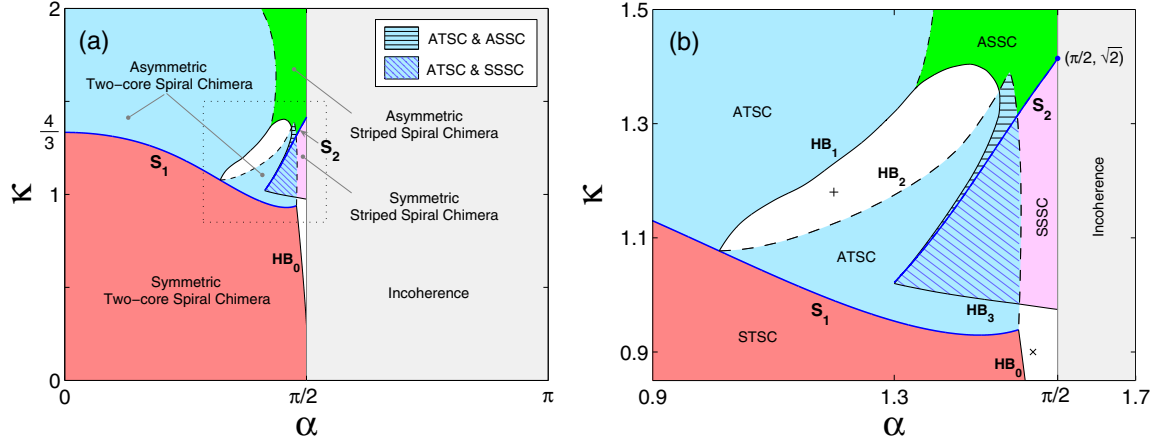 (a)
ATSC & ASSC
ATSC & SSSC
Asymmetric
Two-core Spiral Chimera
Asymmetric
Striped Spiral Chimera
S1
S2
Symmetric
Striped Spiral Chimera
HB0
Symmetric
Two-core Spiral Chimera
Incoherence
2
4/3
1
0
κ
0
π/2
π
α
(b)
ASSC
(π/2, √2)
ATSC
HB1
HB2
S2
SSSC
Incoherence
ATSC
HB3
S1
STSC
HB0
1.5
1.3
1.1
0.9
κ
0.9
1.3
π/2
1.7
α